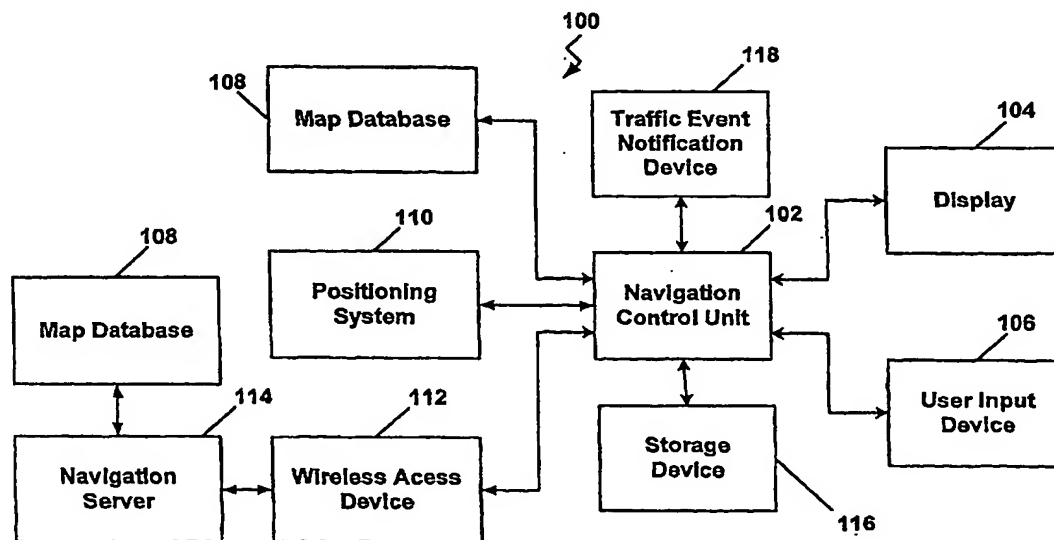 100
118
108
Map Database
Traffic Event
Notification
Device
104
Display
110
102
108
Positioning
System
Navigation
Control Unit
Map Database
106
114
112
User Input
Device
Navigation
Server
Wireless Acess
Device
Storage
Device
116